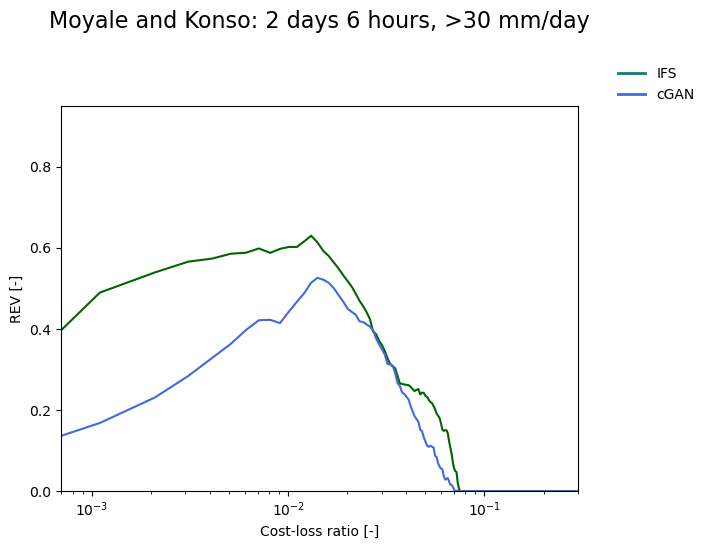 Moyale and Konso: 2 days 6 hours, >30 mm/day
IFS
cGAN
0.8
0.6
0.4
0.2
0.0
REV [-]
10⁻³
10⁻²
10⁻¹
Cost-loss ratio [-]